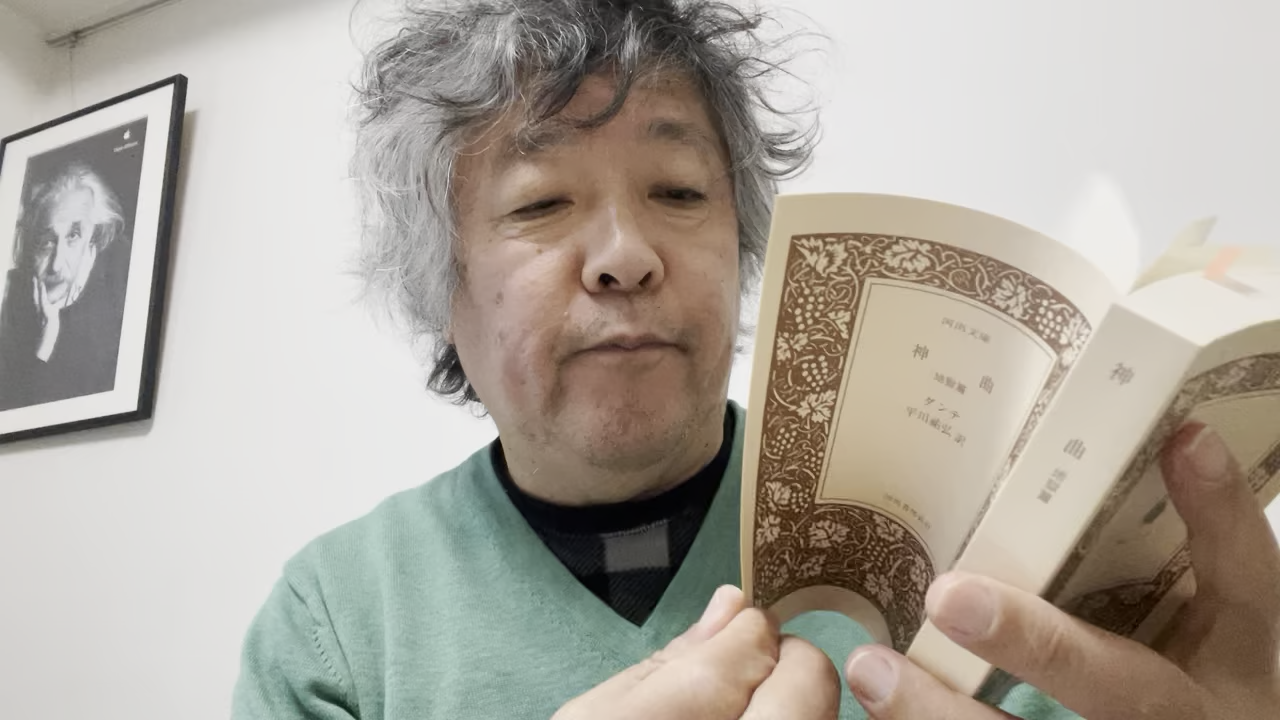 河出文庫
神曲
地獄篇
ダンテ
平川祐弘 訳
河出書房新社
神曲 地獄篇